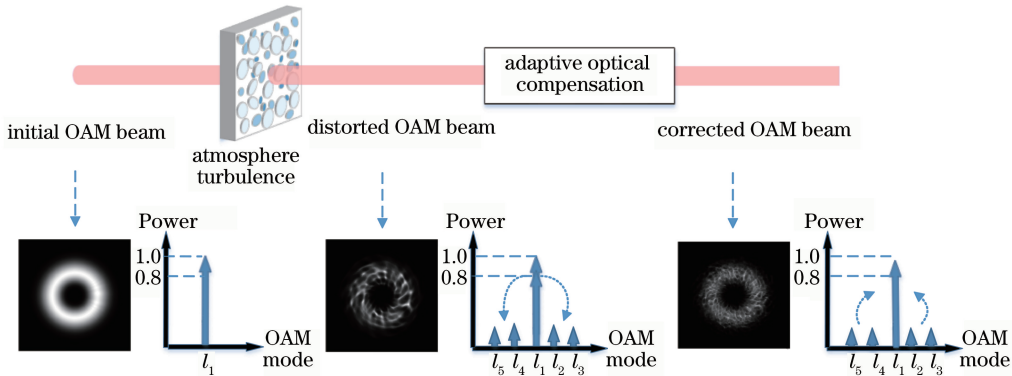 adaptive optical
compensation
initial OAM beam
distorted OAM beam
corrected OAM beam
atmosphere
turbulence
Power
1.0
0.8
OAM
mode
l1
Power
1.0
0.8
OAM
mode
l5 l4 l1 l2 l3
Power
1.0
0.8
OAM
mode
l5 l4 l1 l2 l3